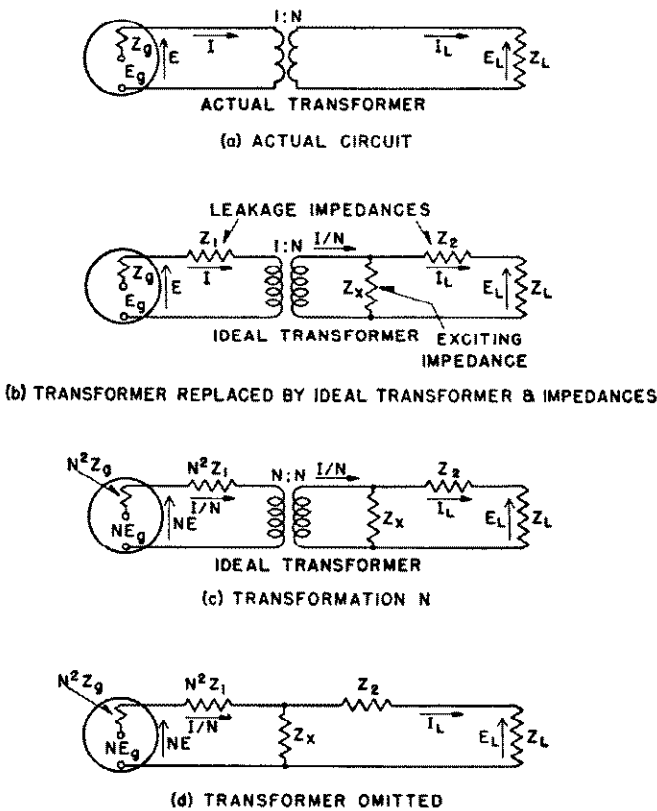 I:N
Zg E I IL EL ZL
Eg
ACTUAL TRANSFORMER
(a) ACTUAL CIRCUIT
LEAKAGE IMPEDANCES
Z1 I:N I/N Z2
Zg E I ZX IL EL ZL
Eg
IDEAL TRANSFORMER EXCITING
IMPEDANCE
(b) TRANSFORMER REPLACED BY IDEAL TRANSFORMER & IMPEDANCES
N²Zg N²Z1 N:N I/N Z2
I/N IL
NEg NE ZX EL ZL
IDEAL TRANSFORMER
(c) TRANSFORMATION N
N²Zg N²Z1 Z2
I/N IL
NEg NE ZX EL ZL
(d) TRANSFORMER OMITTED